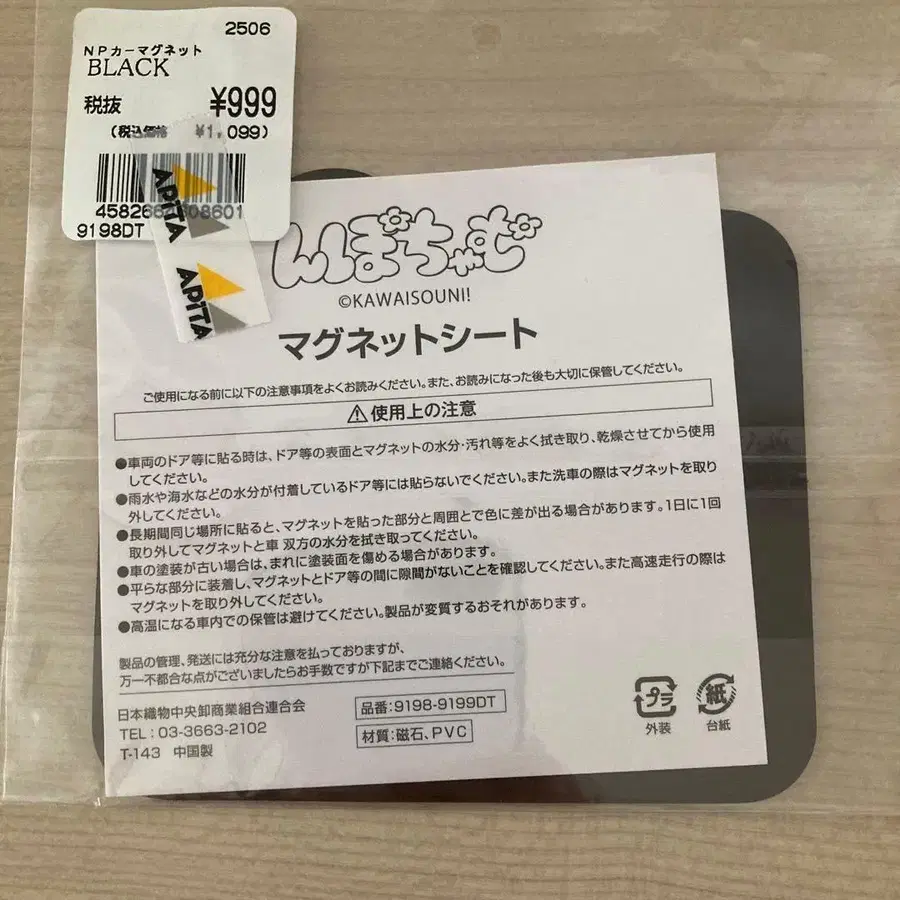 2506
NPカーマグネット
BLACK
税抜 ¥999
(税込価格 ¥1,099)
9198DT
APiTA
APiTA
んぽちゃむ
©KAWAISOUNI!
マグネットシート
ご使用になる前に以下の注意事項をよくお読みください。また、お読みになった後も大切に保管してください。
⚠使用上の注意
●車両のドア等に貼る時は、ドア等の表面とマグネットの水分・汚れ等をよく拭き取り、乾燥させてから使用
してください。
●雨水や海水などの水分が付着しているドア等には貼らないでください。また洗車の際はマグネットを取り
外してください。
●長期間同じ場所に貼ると、マグネットを貼った部分と周囲とで色に差が出る場合があります。1日に1回
取り外してマグネットと車 双方の水分を拭き取ってください。
●車の塗装が古い場合は、まれに塗装面を傷める場合があります。
●平らな部分に装着し、マグネットとドア等の間に隙間がないことを確認してください。また高速走行の際は
マグネットを取り外してください。
●高温になる車内での保管は避けてください。製品が変質するおそれがあります。
製品の管理、発送には充分な注意を払っておりますが、
万一不都合な点がございましたらお手数ですが下記までご連絡ください。
日本織物中央卸商業組合連合会
TEL:03-3663-2102
T-143 中国製
品番:9198-9199DT
材質:磁石、PVC
プラ
外装
紙
台紙